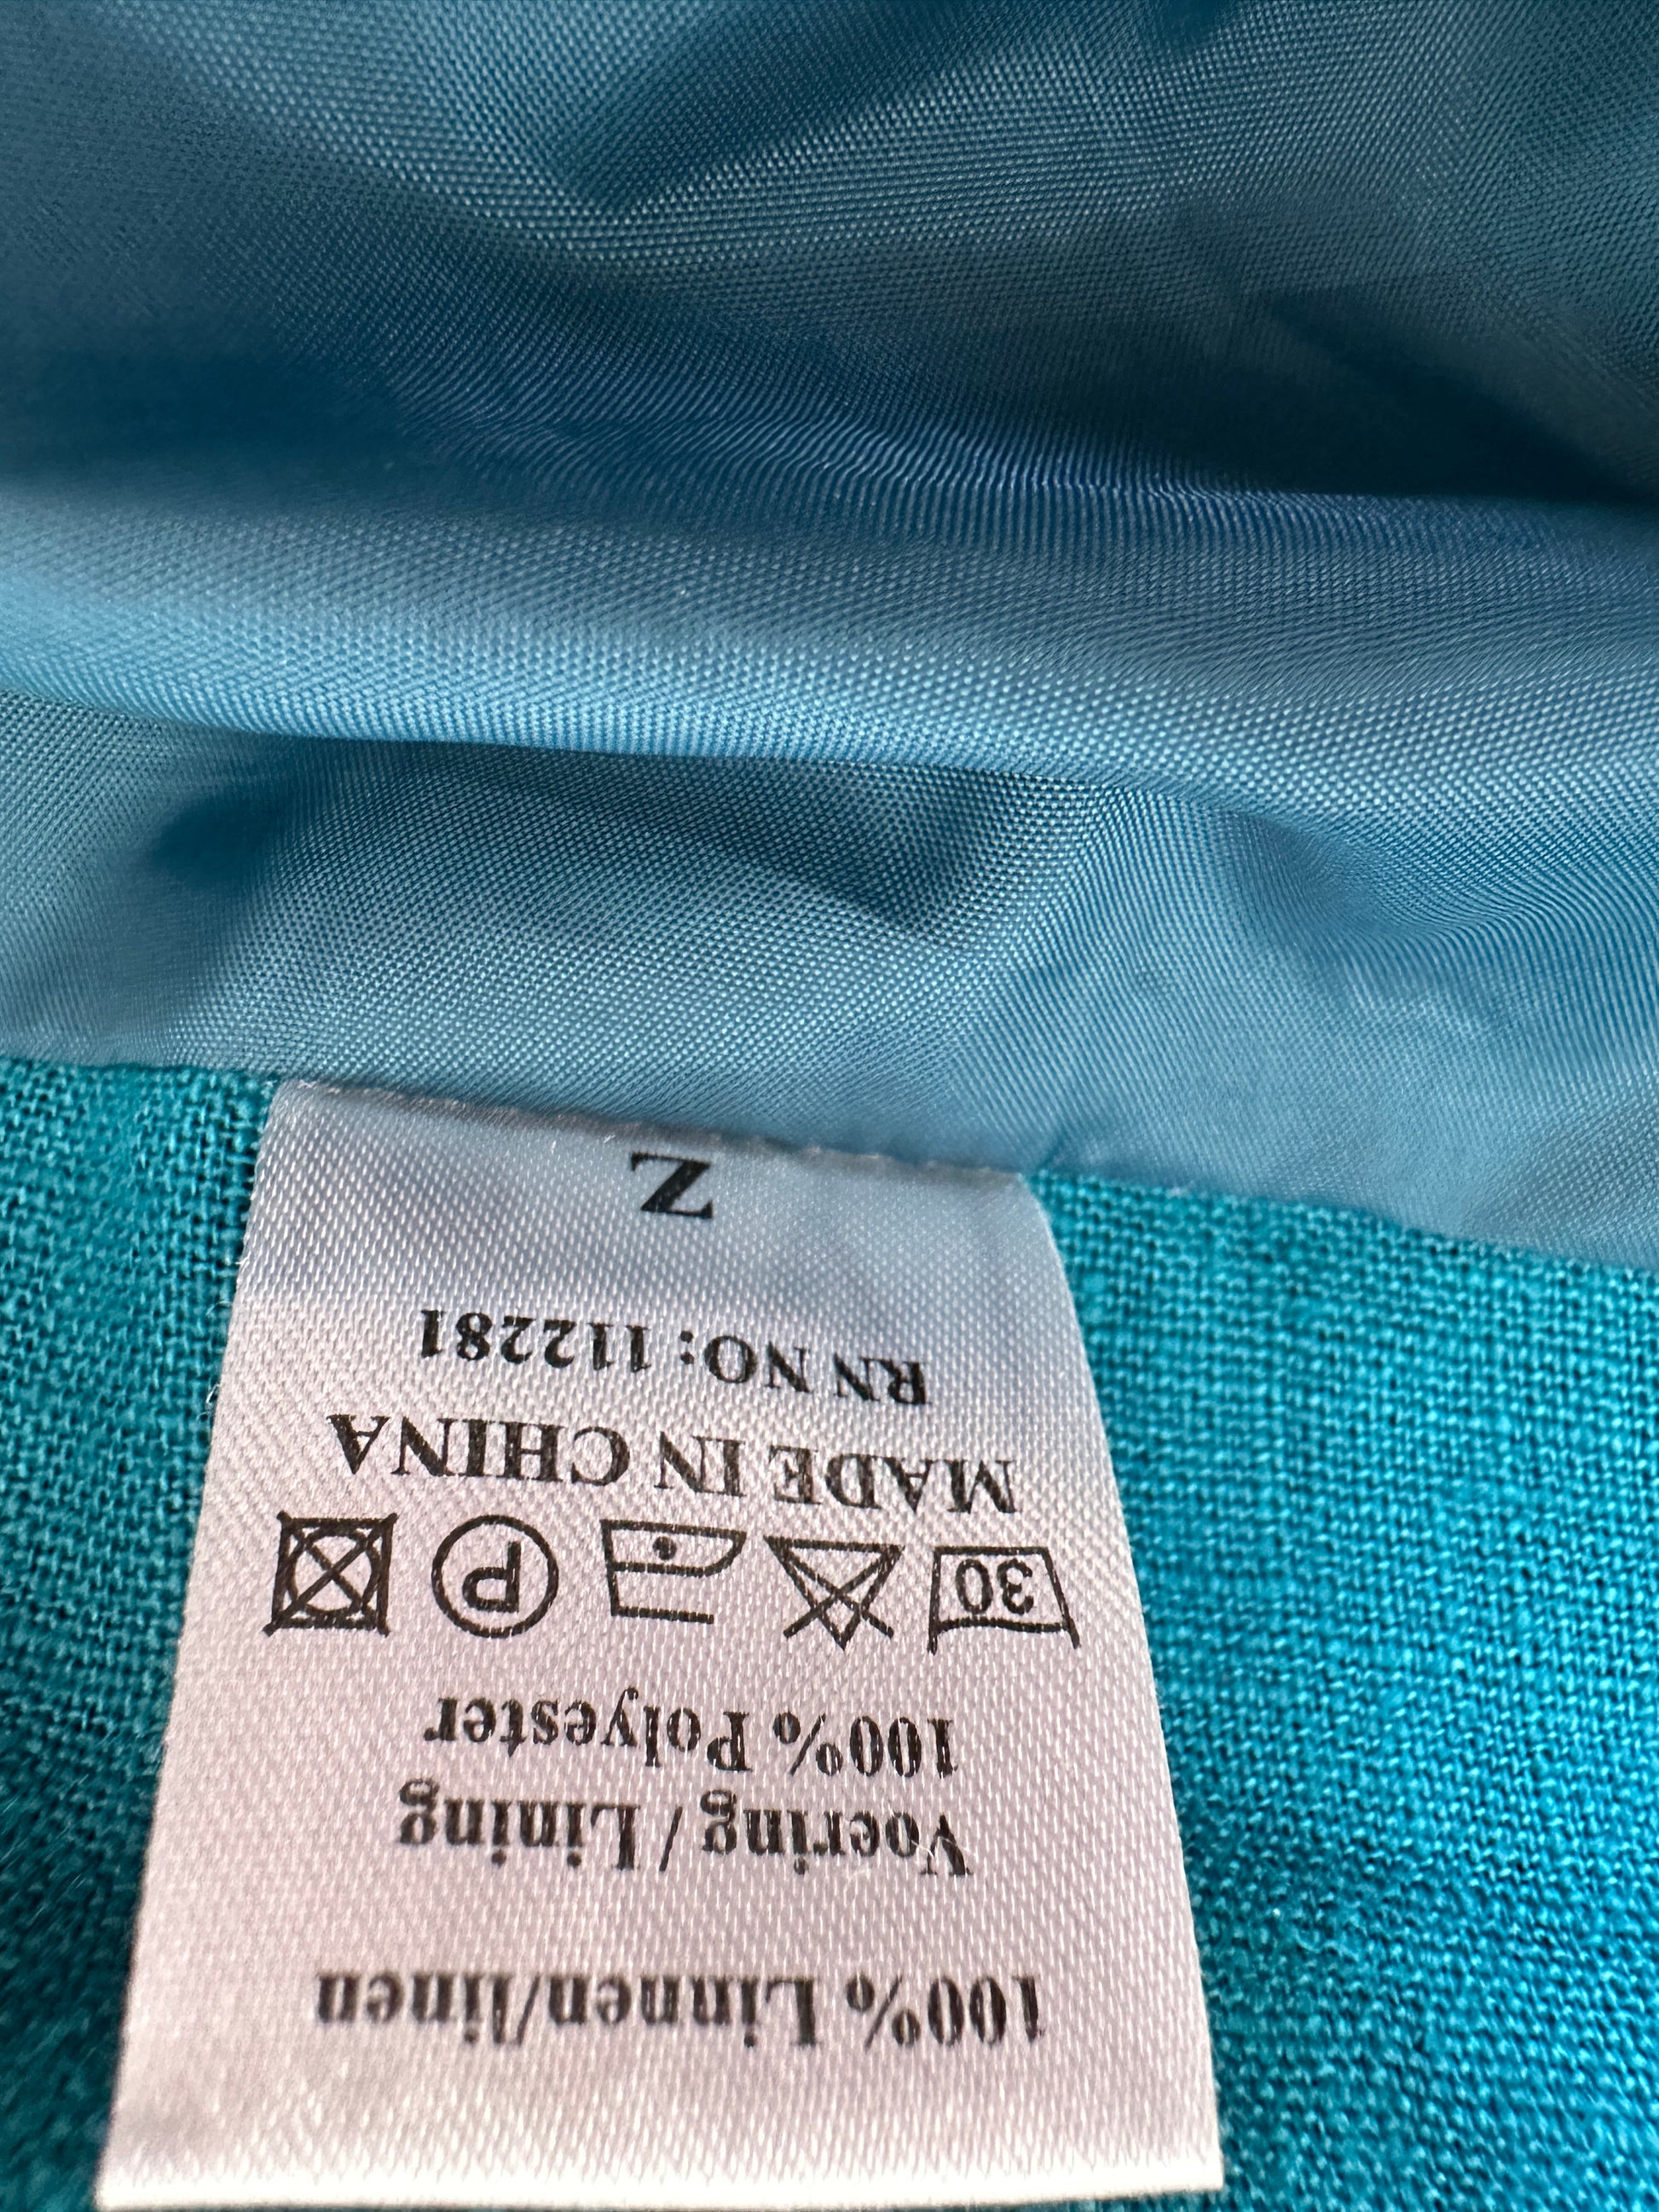 100% Linnen/linen
Voering / Lining
100% Polyester
30 P
MADE IN CHINA
RN NO: 112281
Z